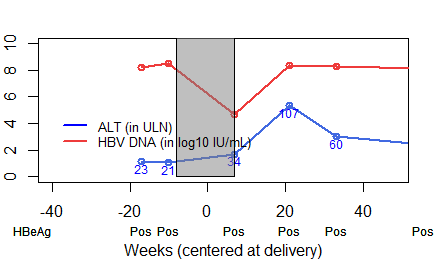 10
8
6
4
2
0
ALT (in ULN)
HBV DNA (in log10 IU/mL)
23
21
34
107
60
-40
-20
0
20
40
HBeAg
Pos
Pos
Pos
Pos
Pos
Pos
Weeks (centered at delivery)